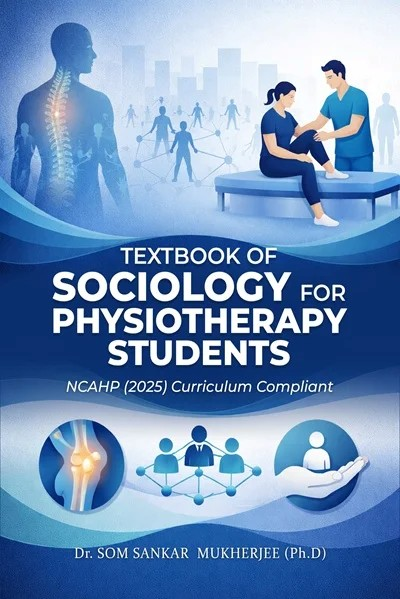 TEXTBOOK OF
SOCIOLOGY FOR
PHYSIOTHERAPY
STUDENTS
NCAHP (2025) Curriculum Compliant
Dr. SOM SANKAR MUKHERJEE (Ph.D)